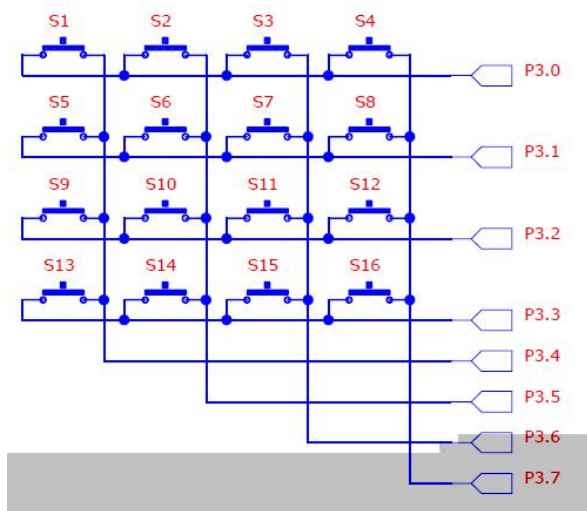 S1 S2 S3 S4
P3.0
S5 S6 S7 S8
P3.1
S9 S10 S11 S12
P3.2
S13 S14 S15 S16
P3.3
P3.4
P3.5
P3.6
P3.7